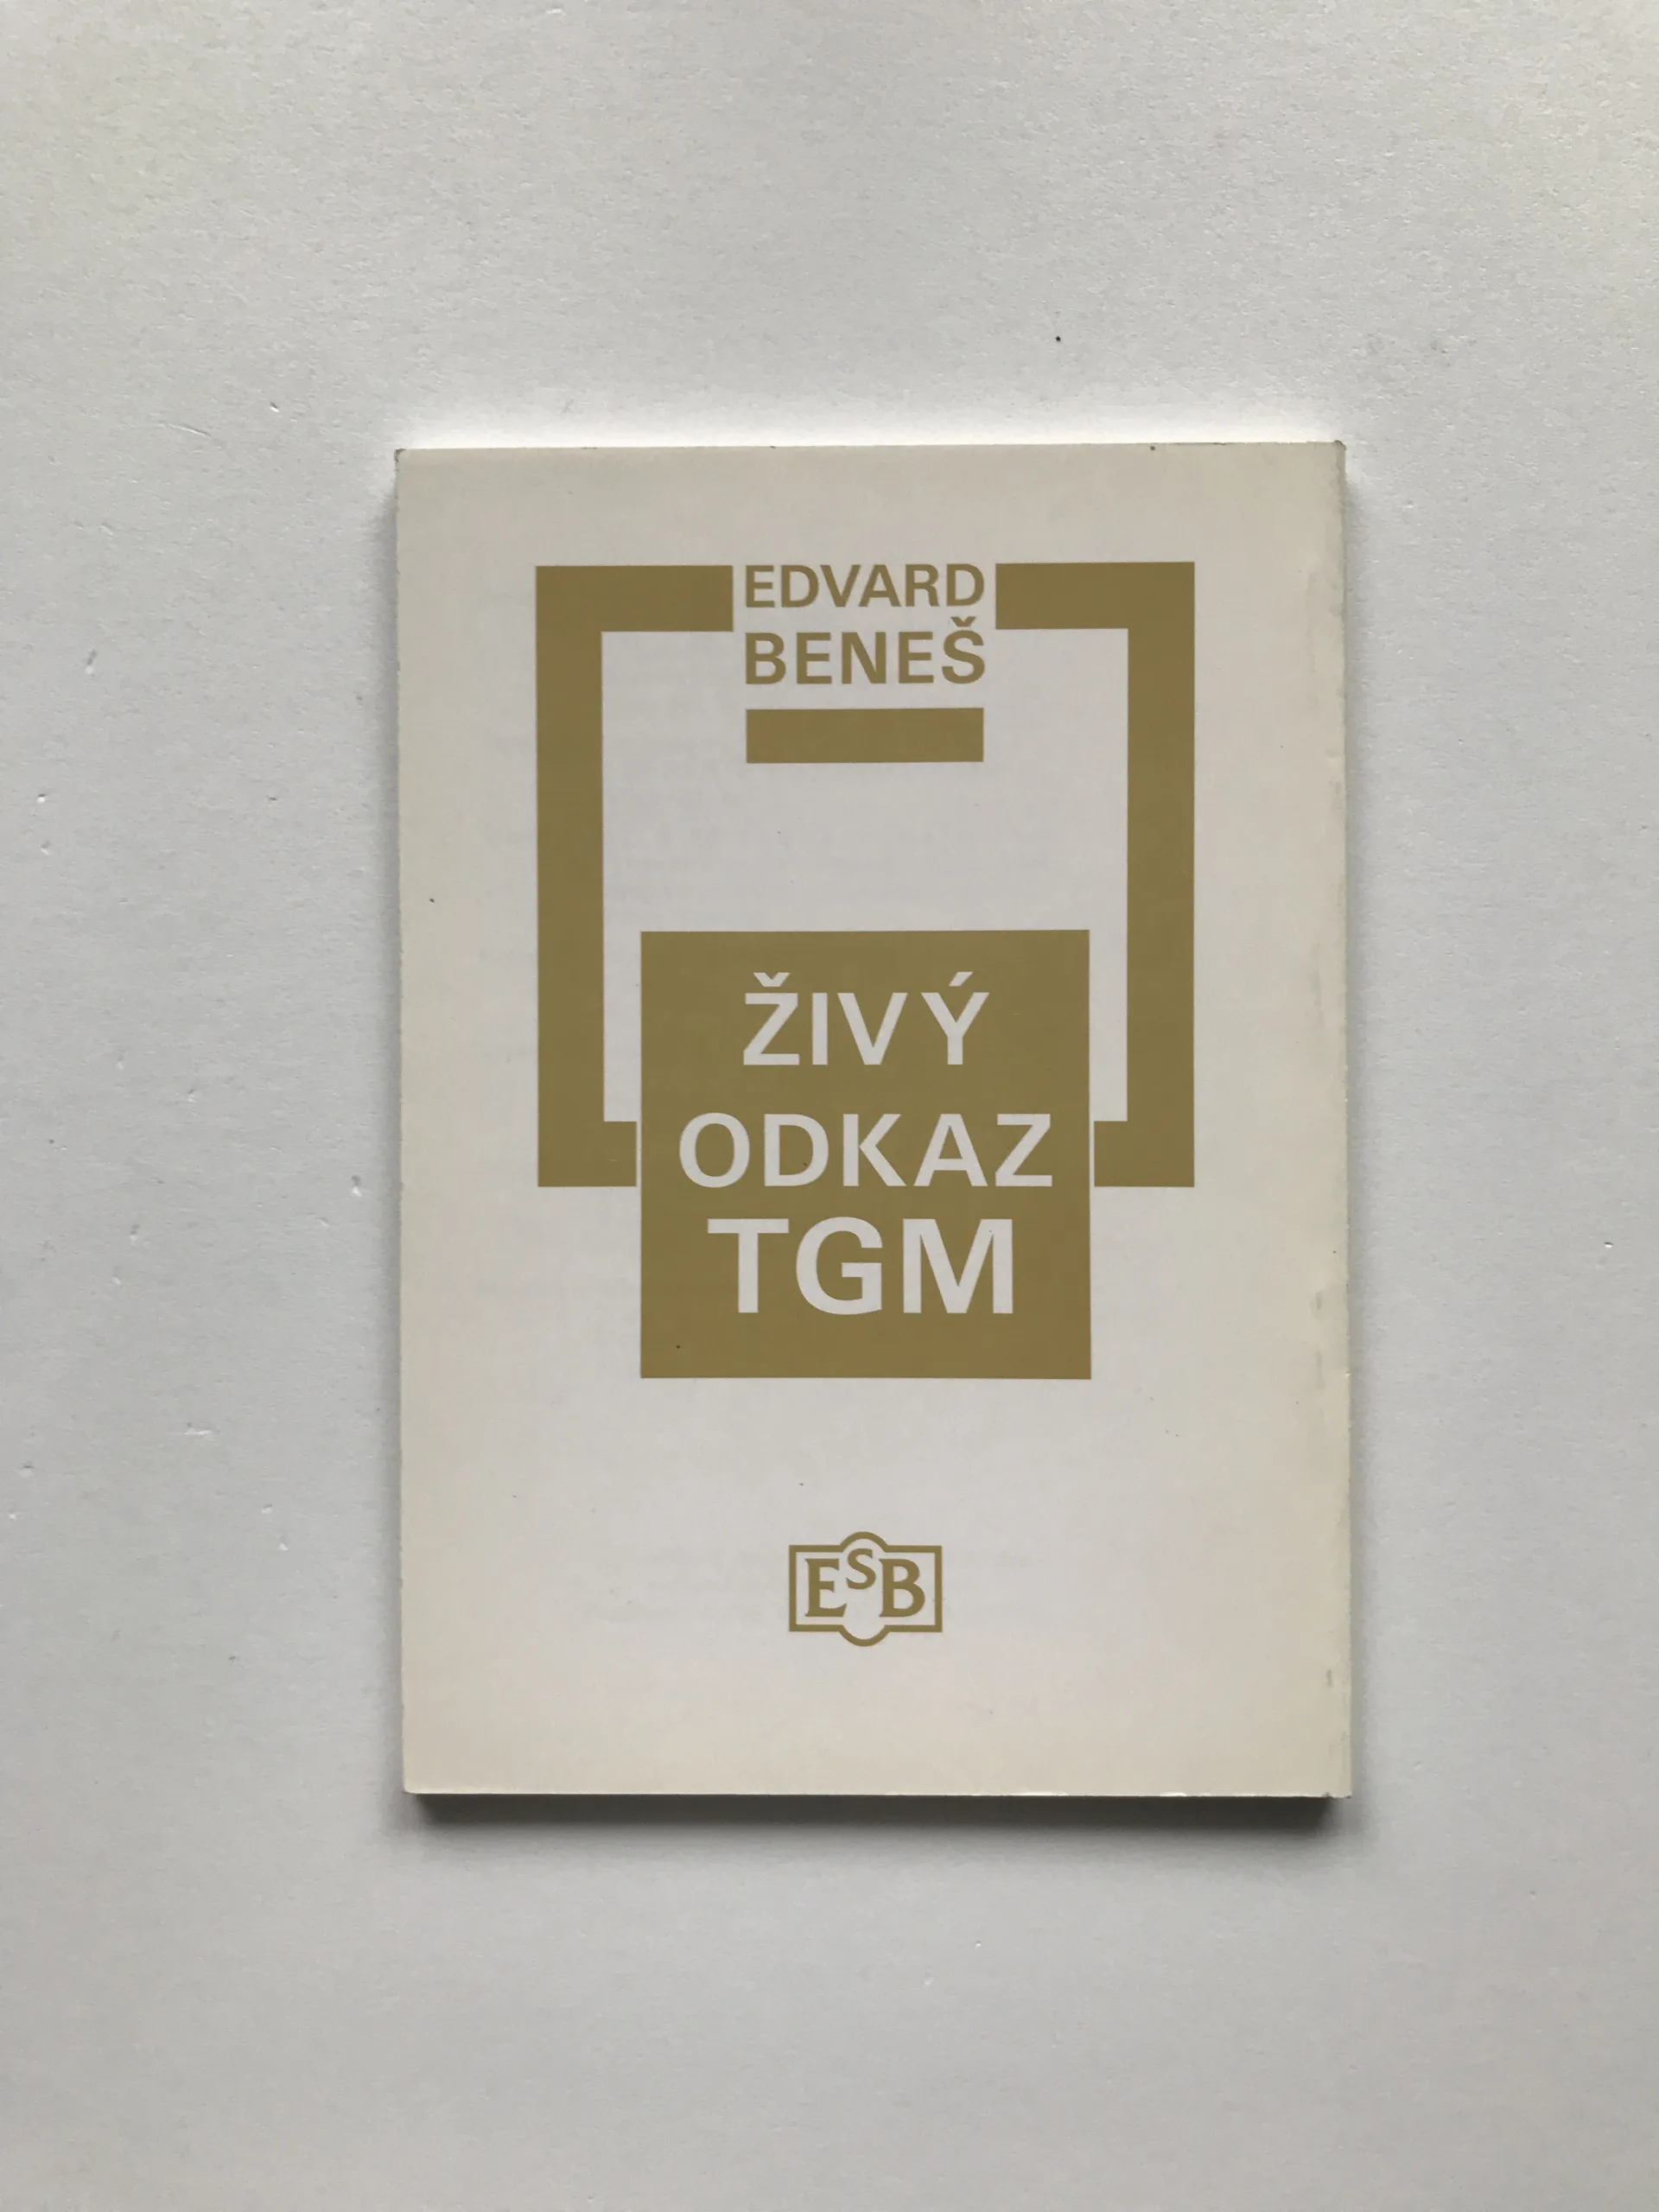 EDVARD
BENEŠ
ŽIVÝ
ODKAZ
TGM
ESB